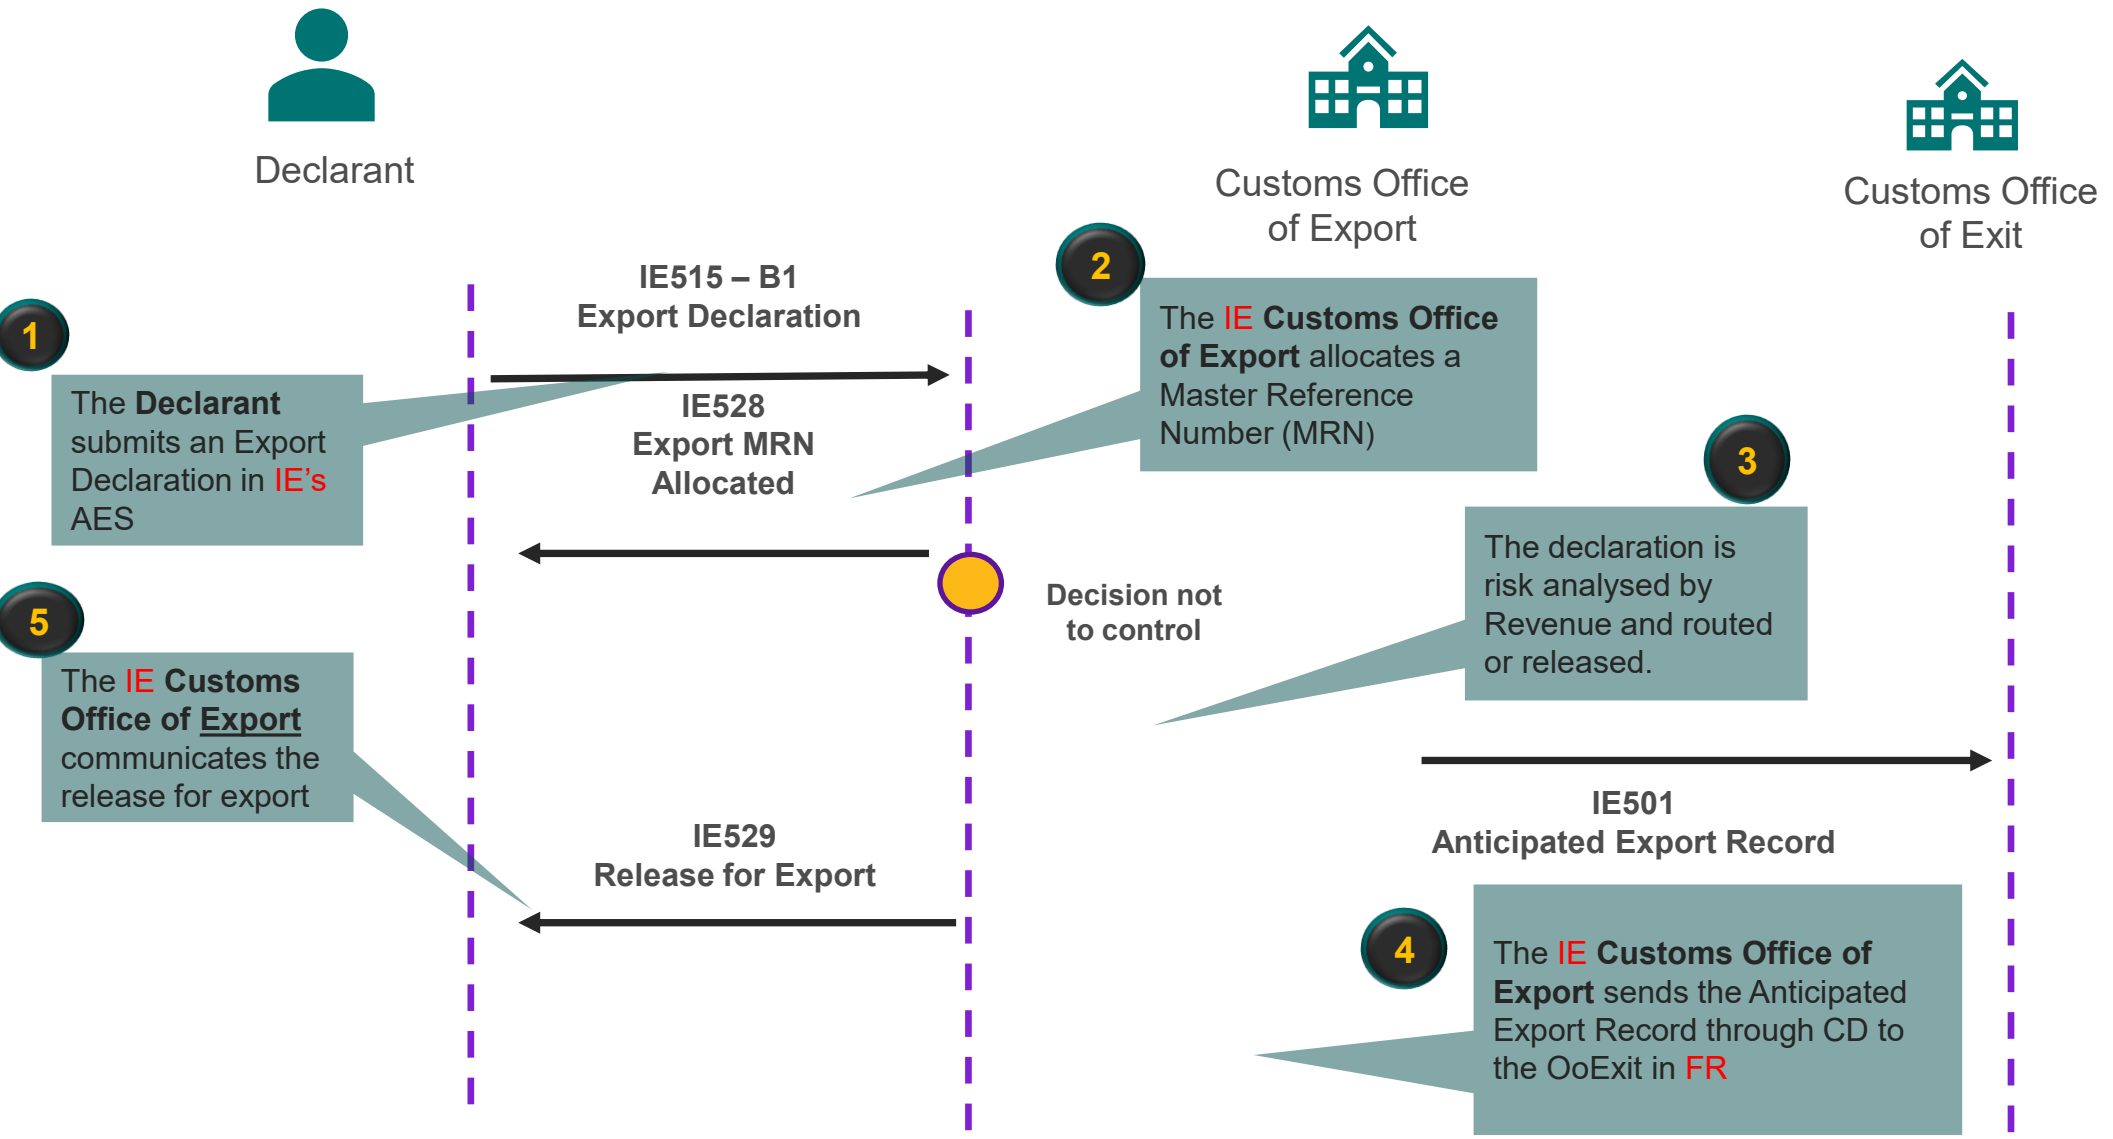 Declarant
Customs Office
of Export
Customs Office
of Exit
1
The Declarant
submits an Export
Declaration in IE's
AES
IE515 – B1
Export Declaration
IE528
Export MRN
Allocated
2
The IE Customs Office
of Export allocates a
Master Reference
Number (MRN)
3
The declaration is
risk analysed by
Revenue and routed
or released.
Decision not
to control
5
The IE Customs
Office of Export
communicates the
release for export
IE529
Release for Export
IE501
Anticipated Export Record
4
The IE Customs Office of
Export sends the Anticipated
Export Record through CD to
the OoExit in FR